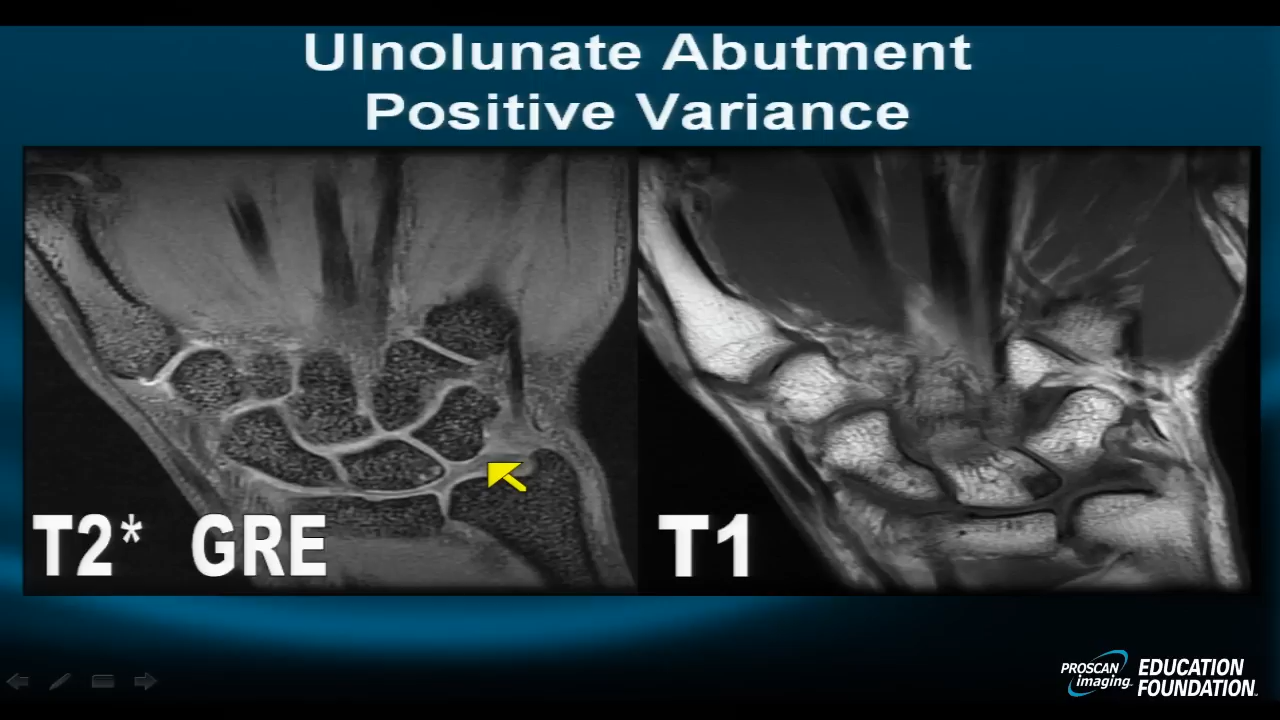 Ulnolunate Abutment
Positive Variance
T2* GRE
T1
PROSCAN
imaging
EDUCATION
FOUNDATION